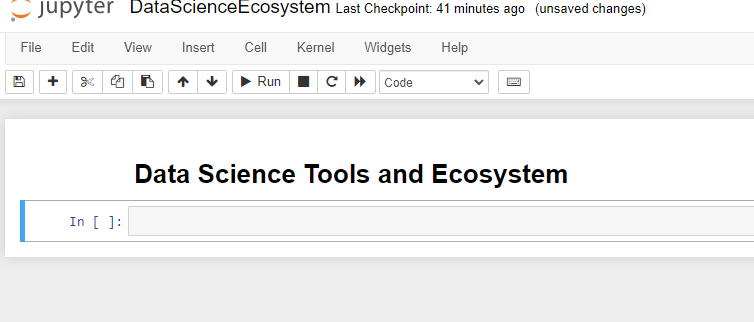 jupyter DataScienceEcosystem Last Checkpoint: 41 minutes ago (unsaved changes)
File Edit View Insert Cell Kernel Widgets Help
Run Code
Data Science Tools and Ecosystem
In [ ]: